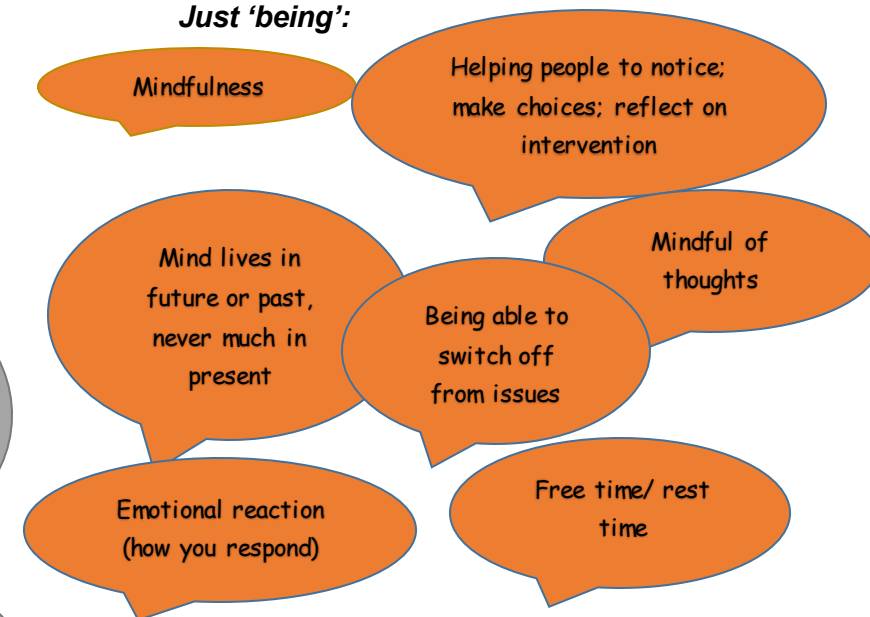 Just ‘being’:
Mindfulness
Helping people to notice;
make choices; reflect on
intervention
Mindful of
thoughts
Mind lives in
future or past,
never much in
present
Being able to
switch off
from issues
Emotional reaction
(how you respond)
Free time/ rest
time